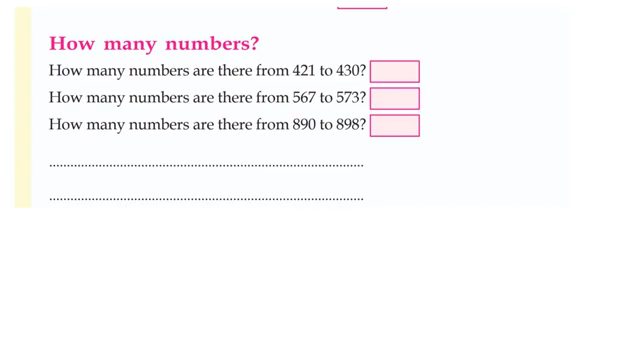 How many numbers?
How many numbers are there from 421 to 430?
How many numbers are there from 567 to 573?
How many numbers are there from 890 to 898?
..........................................................................................
..........................................................................................